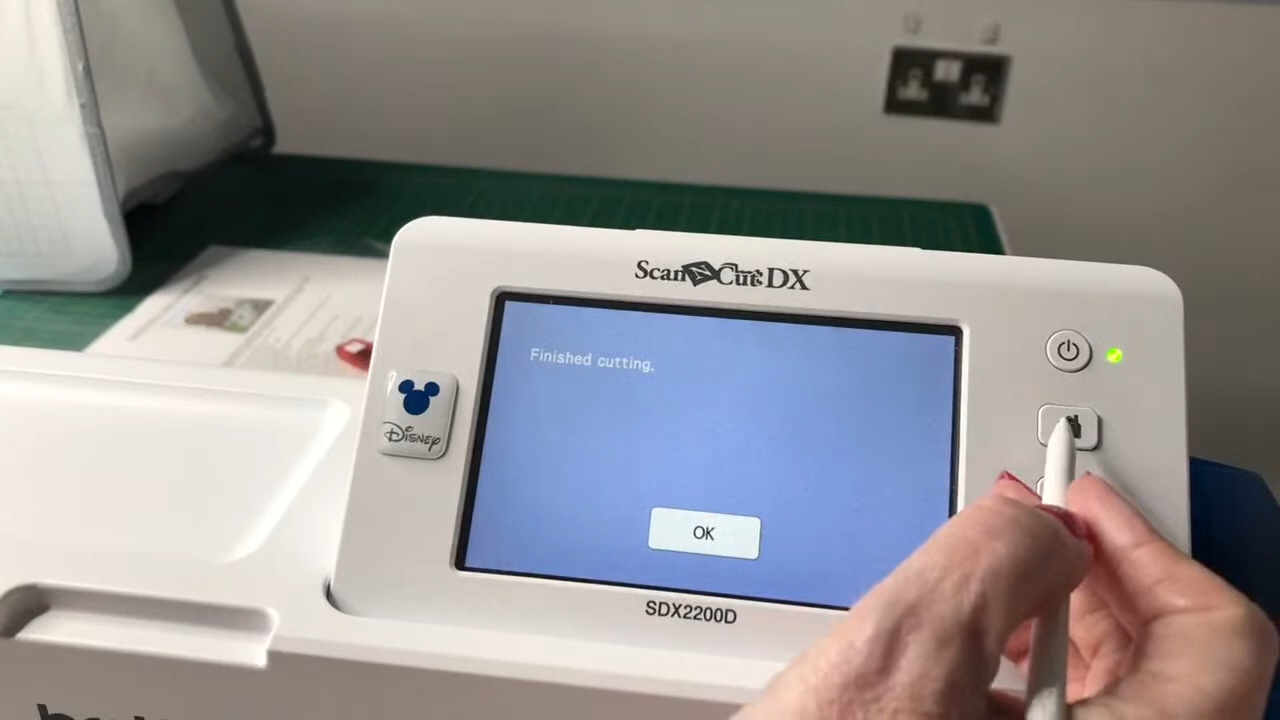 ScanNCut DX
Finished cutting.
Disney
OK
SDX2200D